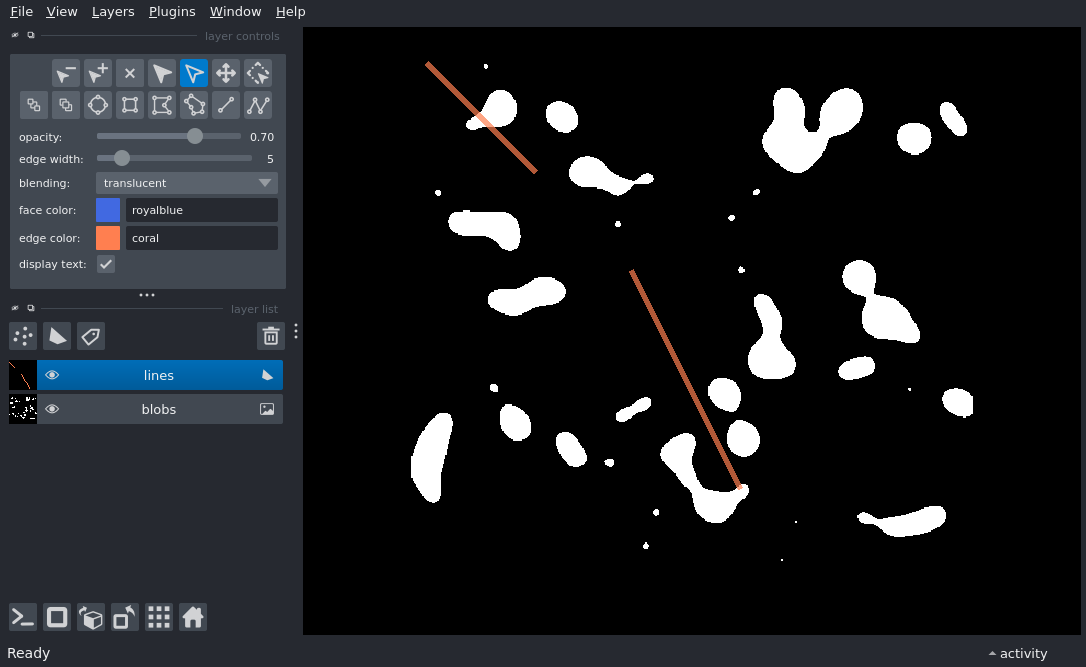 File View Layers Plugins Window Help
layer controls
opacity: 0.70
edge width: 5
blending: translucent
face color: royalblue
edge color: coral
display text:
layer list
lines
blobs
Ready
activity